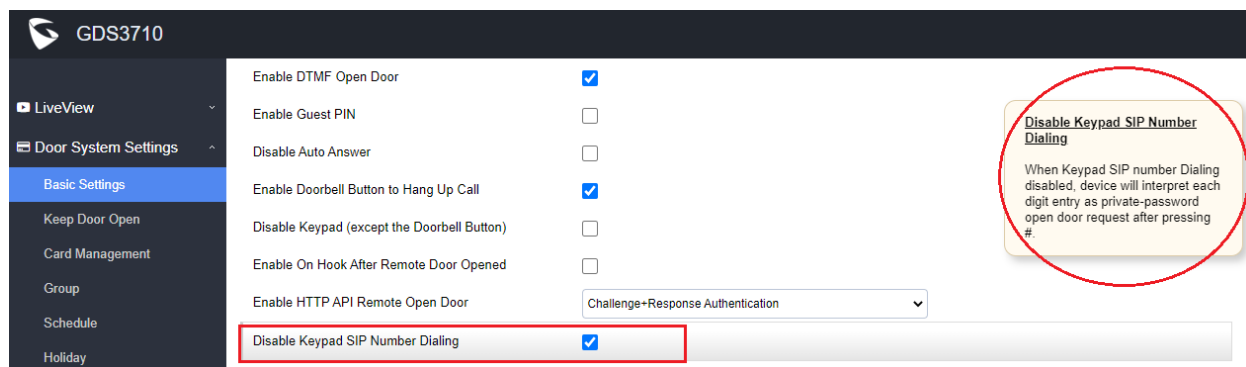 GDS3710
LiveView
Door System Settings
Basic Settings
Keep Door Open
Card Management
Group
Schedule
Holiday
Enable DTMF Open Door
Enable Guest PIN
Disable Auto Answer
Enable Doorbell Button to Hang Up Call
Disable Keypad (except the Doorbell Button)
Enable On Hook After Remote Door Opened
Enable HTTP API Remote Open Door
Challenge+Response Authentication
Disable Keypad SIP Number Dialing
Disable Keypad SIP Number
Dialing
When Keypad SIP number Dialing
disabled, device will interpret each
digit entry as private-password
open door request after pressing
#.